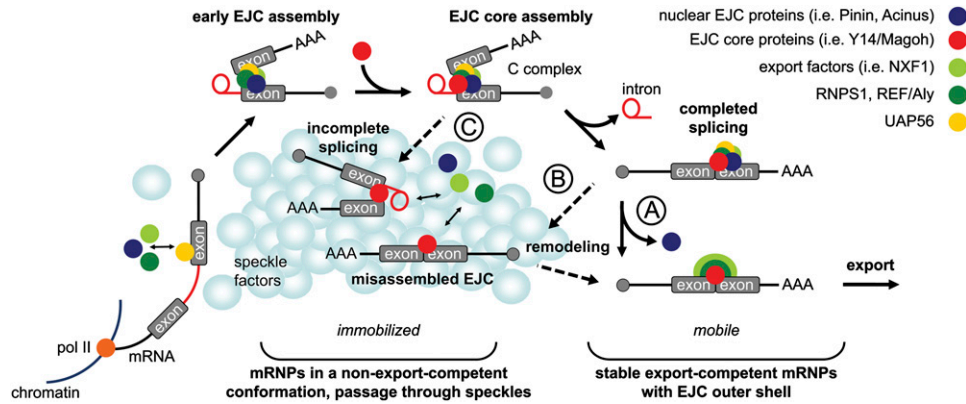 early EJC assembly
EJC core assembly
nuclear EJC proteins (i.e. Pinin, Acinus)
EJC core proteins (i.e. Y14/Magoh)
export factors (i.e. NXF1)
RNPS1, REF/Aly
UAP56
AAA
exon
exon
AAA
exon
exon
C complex
intron
incomplete
splicing
C
completed
splicing
exon
exon
AAA
exon
AAA
exon
B
exon
exon
AAA
A
remodeling
speckle
factors
AAA
exon
exon
misassembled EJC
exon
exon
AAA
export
exon
pol II
mRNA
chromatin
immobilized
mobile
mRNPs in a non-export-competent
conformation, passage through speckles
stable export-competent mRNPs
with EJC outer shell